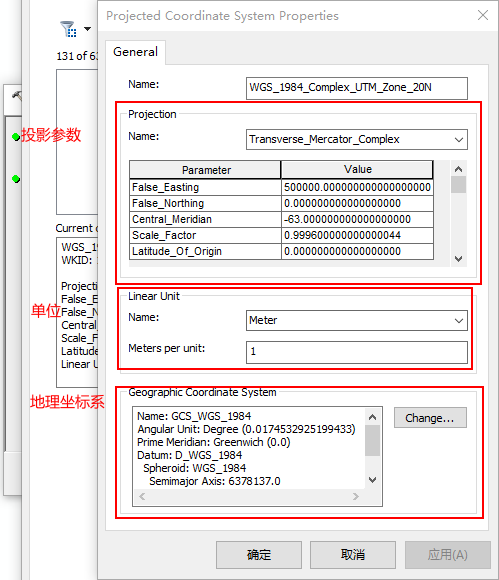 Projected Coordinate System Properties
General
131 of 63
Name: WGS_1984_Complex_UTM_Zone_20N
Projection
投影参数
Name: Transverse_Mercator_Complex
Parameter Value
False_Easting 500000.000000000000000000
False_Northing 0.000000000000000000
Central_Meridian -63.000000000000000000
Scale_Factor 0.999600000000000044
Latitude_Of_Origin 0.000000000000000000
Current c
WGS_19
WKID:
Projecti
False_E
False_N
Central_
Scale_F
Latitude
Linear U
Linear Unit
单位
Name: Meter
Meters per unit: 1
地理坐标系
Geographic Coordinate System
Name: GCS_WGS_1984
Angular Unit: Degree (0.0174532925199433)
Prime Meridian: Greenwich (0.0)
Datum: D_WGS_1984
Spheroid: WGS_1984
Semimajor Axis: 6378137.0
Change...
确定 取消 应用(A)